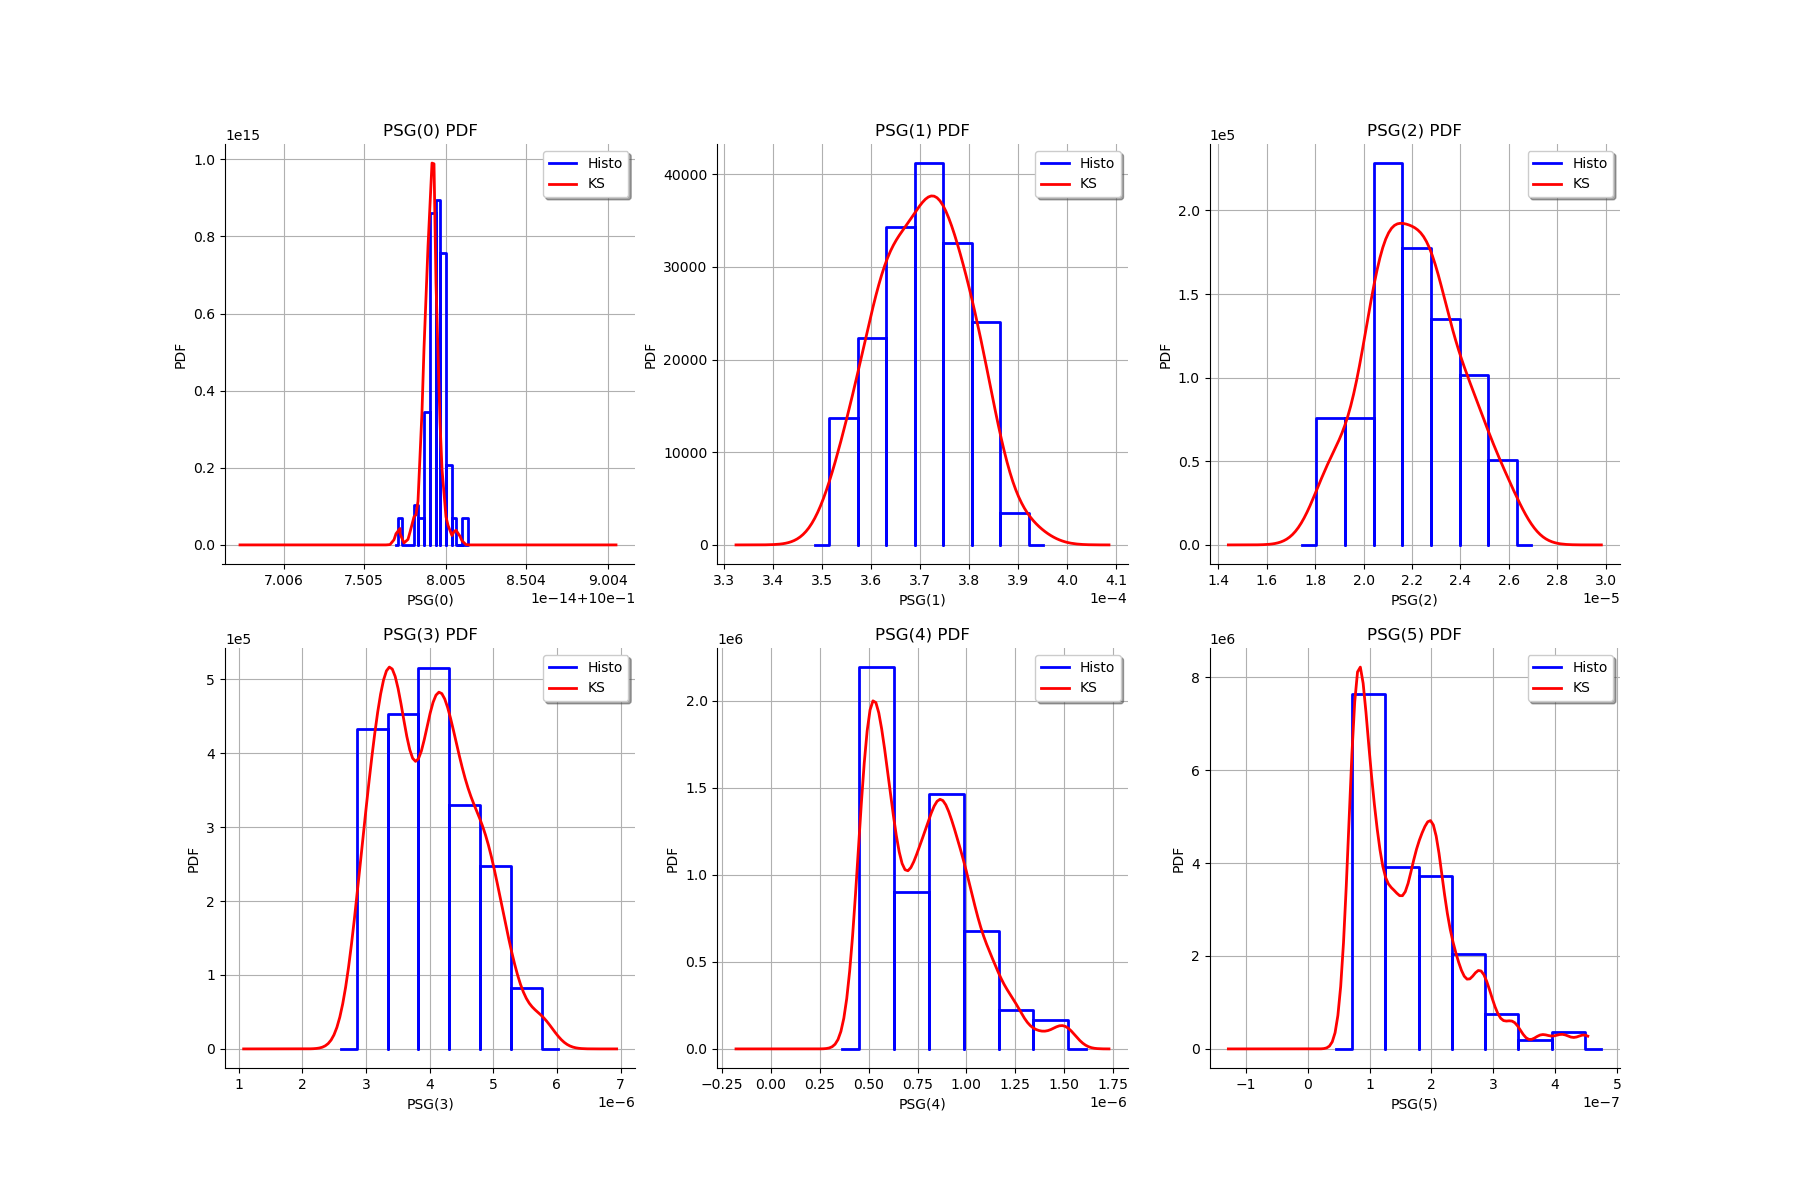 PSG(0) PDF
1e15
Histo
KS
1.0
0.8
0.6
0.4
0.2
0.0
PDF
7.006 7.505 8.005 8.504 9.004
PSG(0)
1e−14+10e−1
PSG(1) PDF
Histo
KS
40000
30000
20000
10000
0
PDF
3.3 3.4 3.5 3.6 3.7 3.8 3.9 4.0 4.1
PSG(1)
1e−4
PSG(2) PDF
1e5
Histo
KS
2.0
1.5
1.0
0.5
0.0
PDF
1.4 1.6 1.8 2.0 2.2 2.4 2.6 2.8 3.0
PSG(2)
1e−5
PSG(3) PDF
1e5
Histo
KS
5
4
3
2
1
0
PDF
1 2 3 4 5 6 7
PSG(3)
1e−6
PSG(4) PDF
1e6
Histo
KS
2.0
1.5
1.0
0.5
0.0
PDF
−0.25 0.00 0.25 0.50 0.75 1.00 1.25 1.50 1.75
PSG(4)
1e−6
PSG(5) PDF
1e6
Histo
KS
8
6
4
2
0
PDF
−1 0 1 2 3 4 5
PSG(5)
1e−7